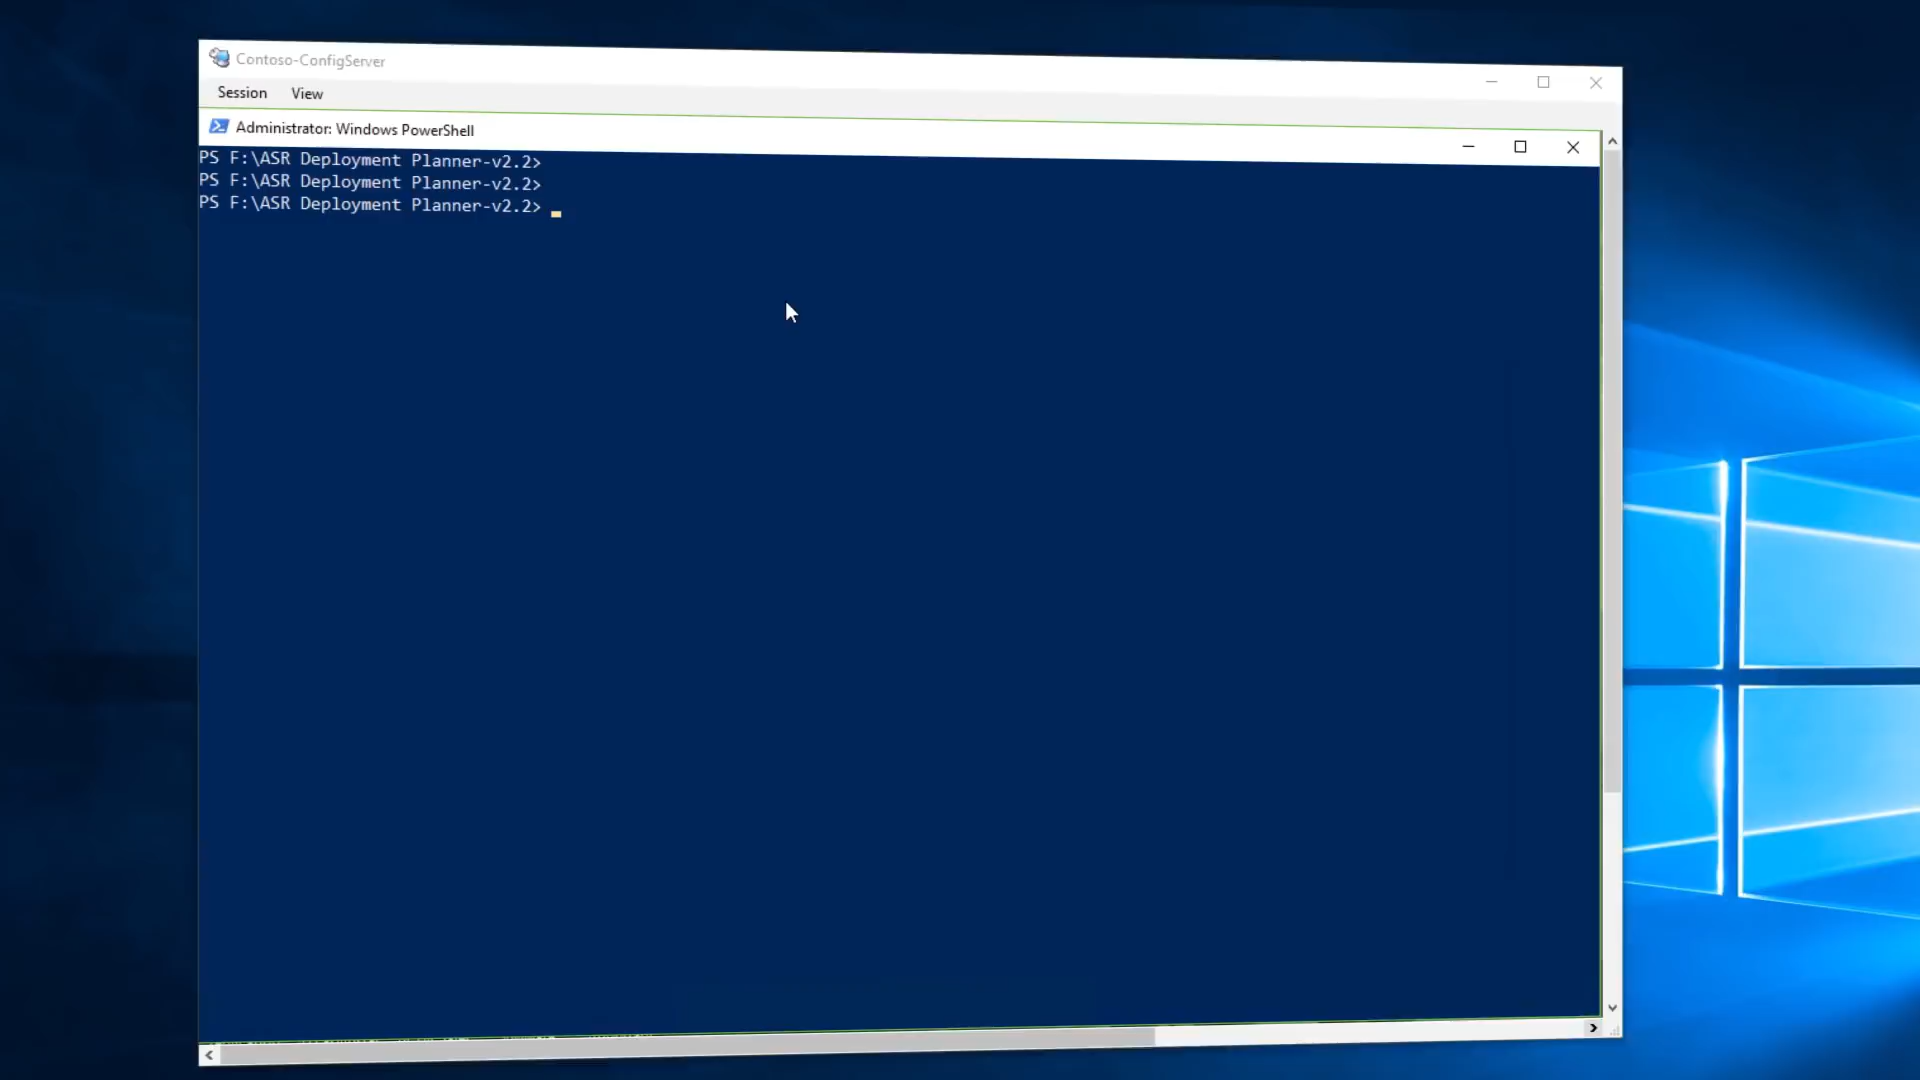 Contoso-ConfigServer
Session View
Administrator: Windows PowerShell
PS F:\ASR Deployment Planner-v2.2>
PS F:\ASR Deployment Planner-v2.2>
PS F:\ASR Deployment Planner-v2.2>